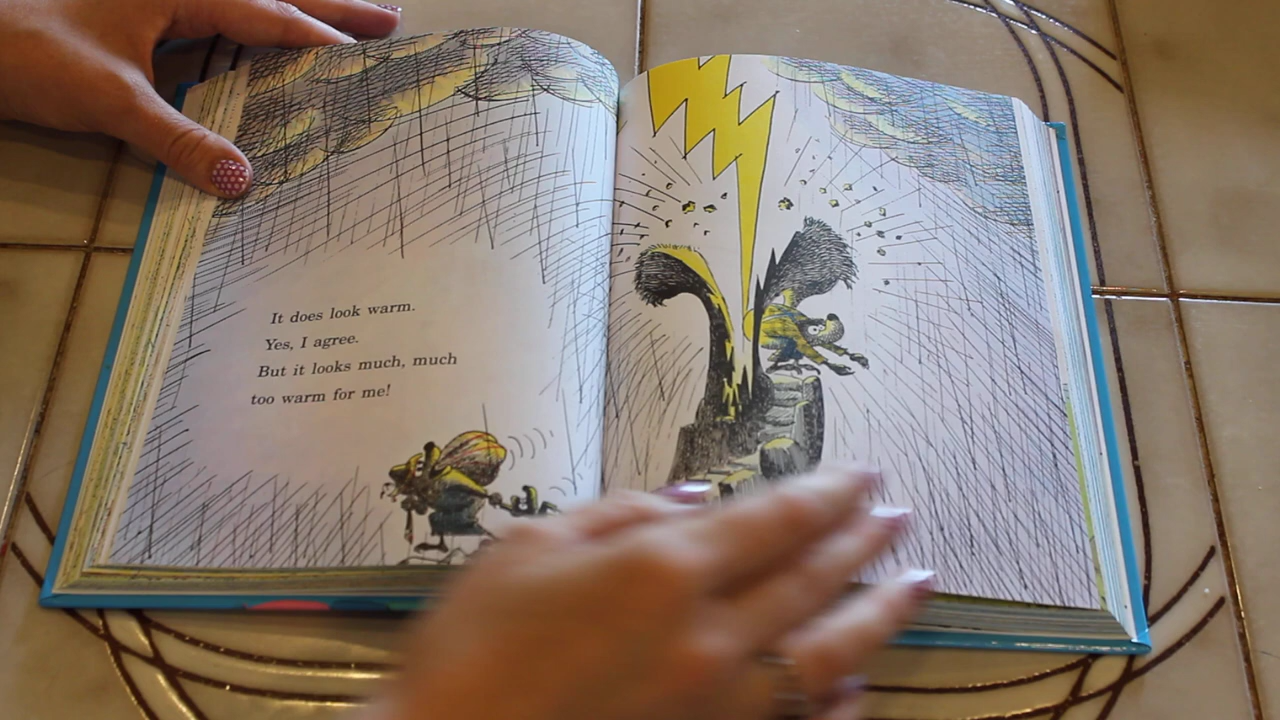 It does look warm.
Yes, I agree.
But it looks much, much
too warm for me!